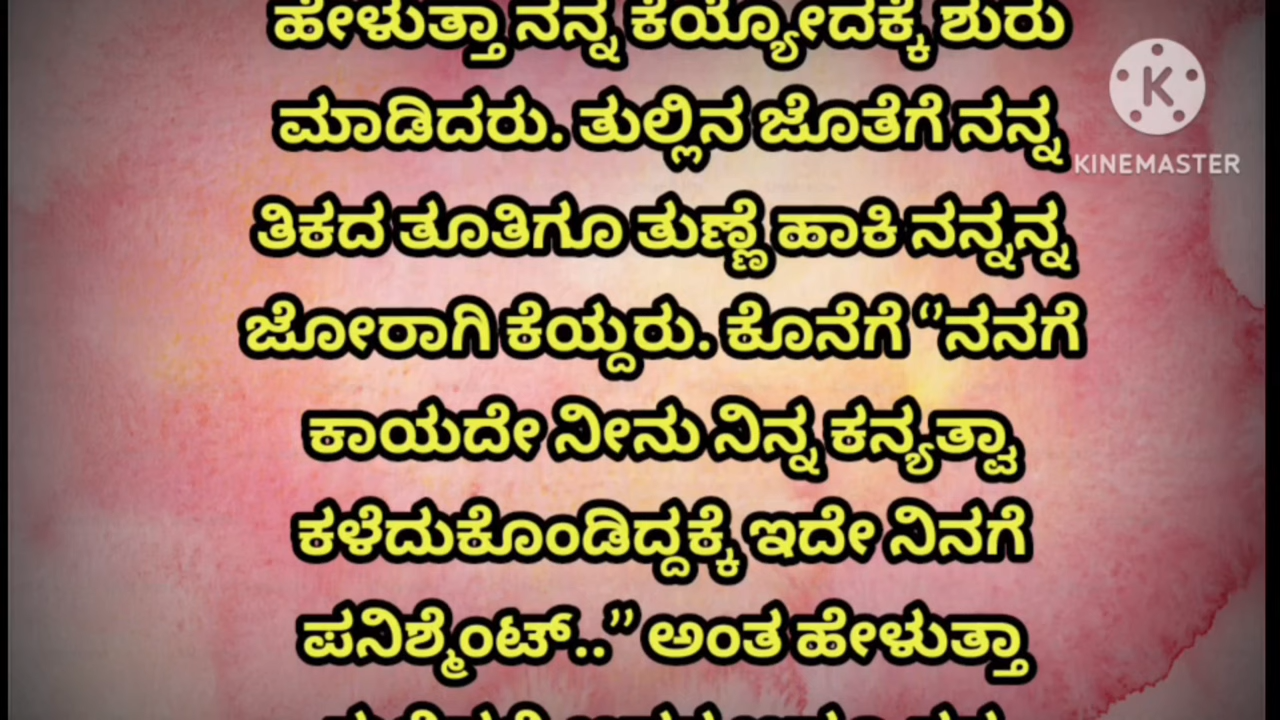 ಹೇಳುತ್ತಾ ನನ್ನ ಕೆಯ್ಯೋದಕ್ಕೆ ಶುರು
ಮಾಡಿದರು. ತುಲ್ಲಿನ ಜೊತೆಗೆ ನನ್ನ
ತಿಕದ ತೂತಿಗೂ ತುಣ್ಣೆ ಹಾಕಿ ನನ್ನನ್ನ
ಜೋರಾಗಿ ಕೆಯ್ದರು. ಕೊನೆಗೆ “ನನಗೆ
ಕಾಯದೇ ನೀನು ನಿನ್ನ ಕನ್ಯತ್ವಾ
ಕಳೆದುಕೊಂಡಿದ್ದಕ್ಕೆ ಇದೇ ನಿನಗೆ
ಪನಿಶ್ಮೆಂಟ್..” ಅಂತ ಹೇಳುತ್ತಾ
KINEMASTER